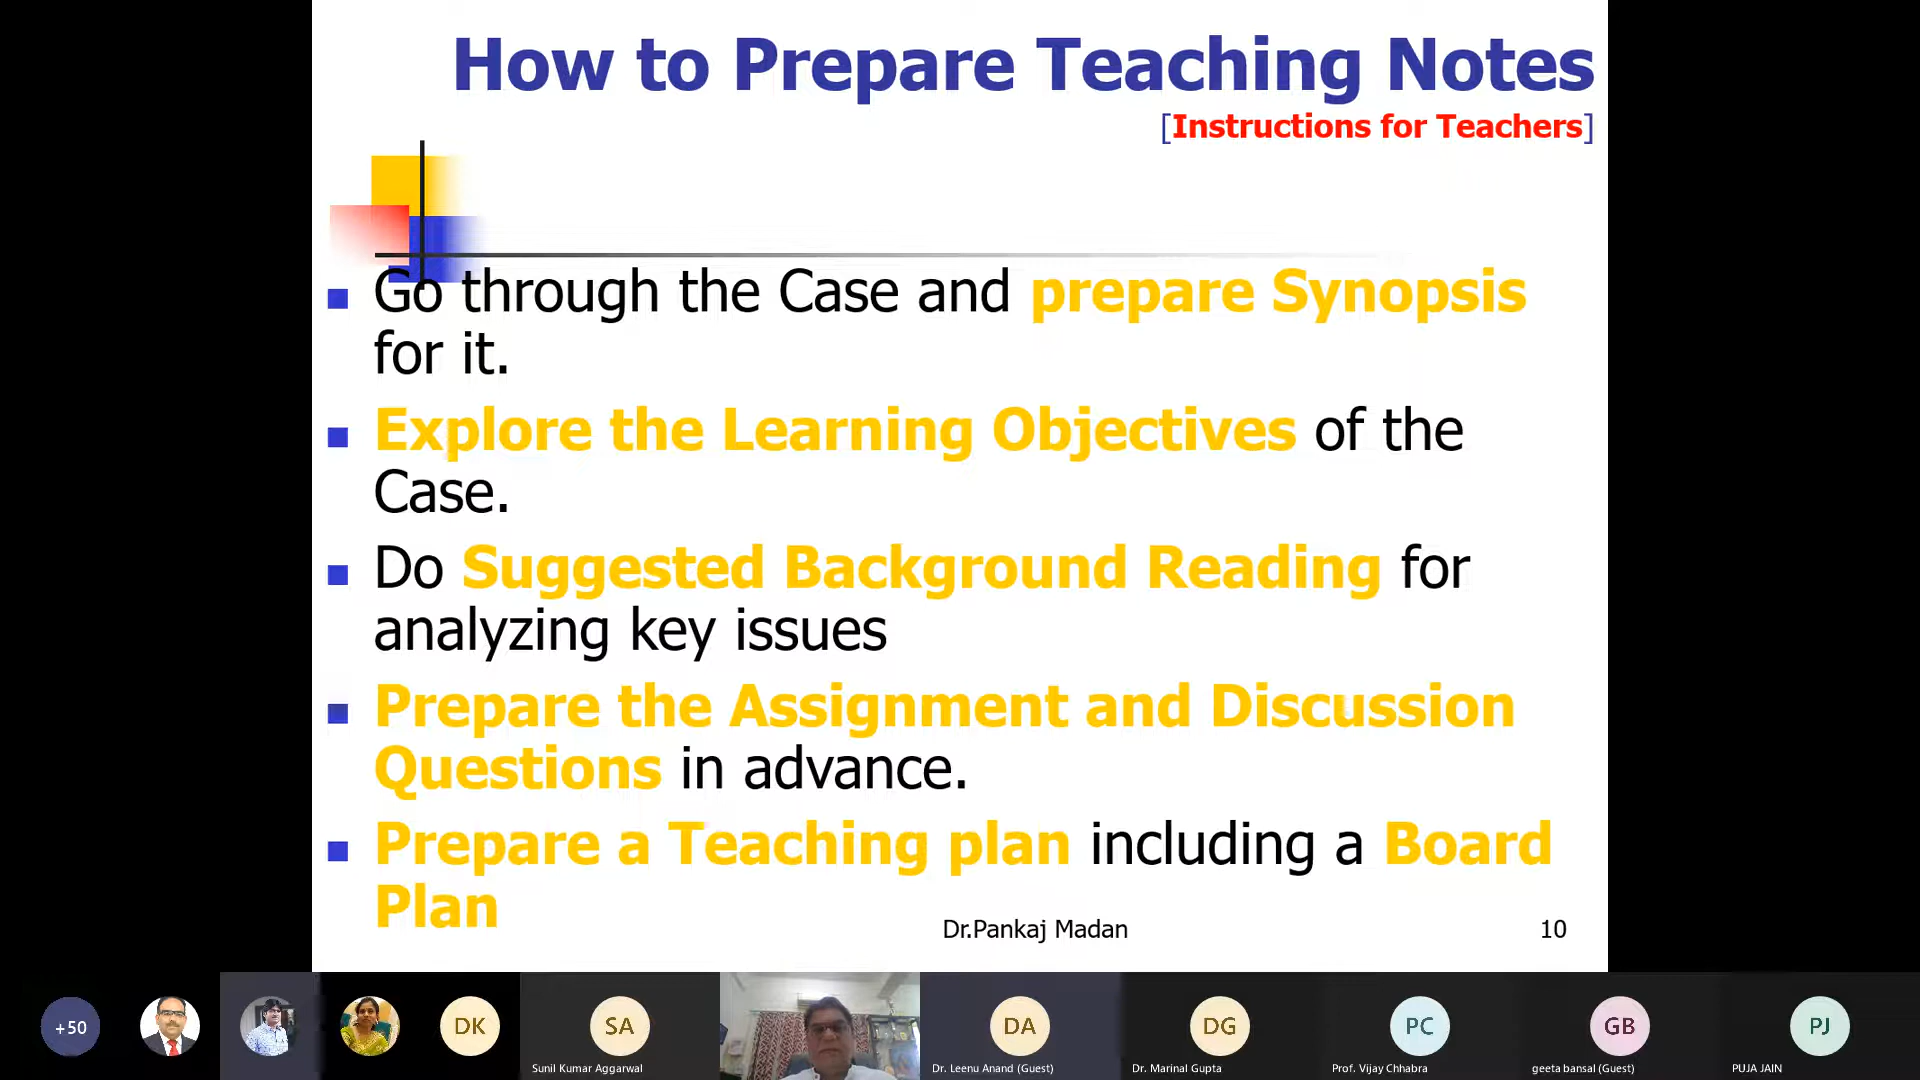 How to Prepare Teaching Notes
[Instructions for Teachers]
Go through the Case and prepare Synopsis
for it.
Explore the Learning Objectives of the
Case.
Do Suggested Background Reading for
analyzing key issues
Prepare the Assignment and Discussion
Questions in advance.
Prepare a Teaching plan including a Board
Plan
Dr.Pankaj Madan
10
+50
DK
SA
DA
DG
PC
GB
PJ
Sunil Kumar Aggarwal
Dr. Leenu Anand (Guest)
Dr. Marinal Gupta
Prof. Vijay Chhabra
geeta bansal (Guest)
PUJA JAIN